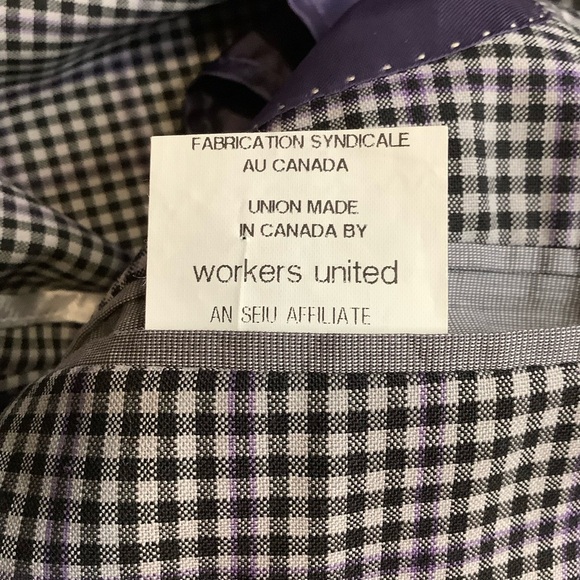 FABRICATION SYNDICALE
AU CANADA
UNION MADE
IN CANADA BY
workers united
AN SEIU AFFILIATE